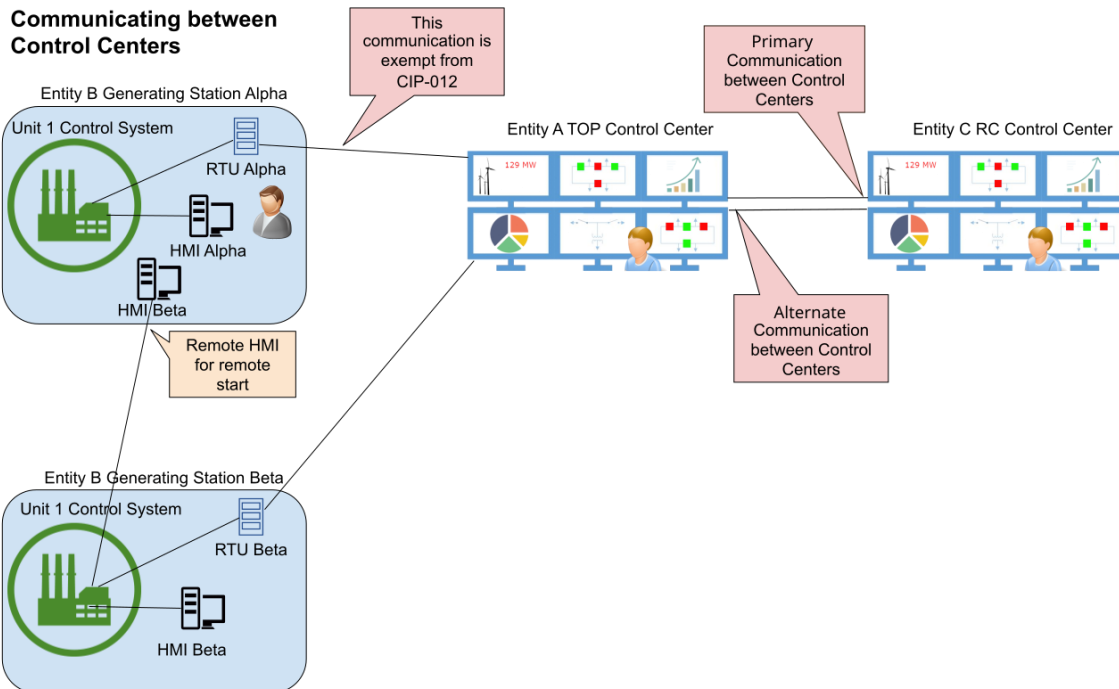 Communicating between
Control Centers
This
communication is
exempt from
CIP-012
Primary
Communication
between Control
Centers
Entity B Generating Station Alpha
Unit 1 Control System
RTU Alpha
HMI Alpha
HMI Beta
Entity A TOP Control Center
129 MW
Entity C RC Control Center
129 MW
Remote HMI
for remote
start
Alternate
Communication
between Control
Centers
Entity B Generating Station Beta
Unit 1 Control System
RTU Beta
HMI Beta